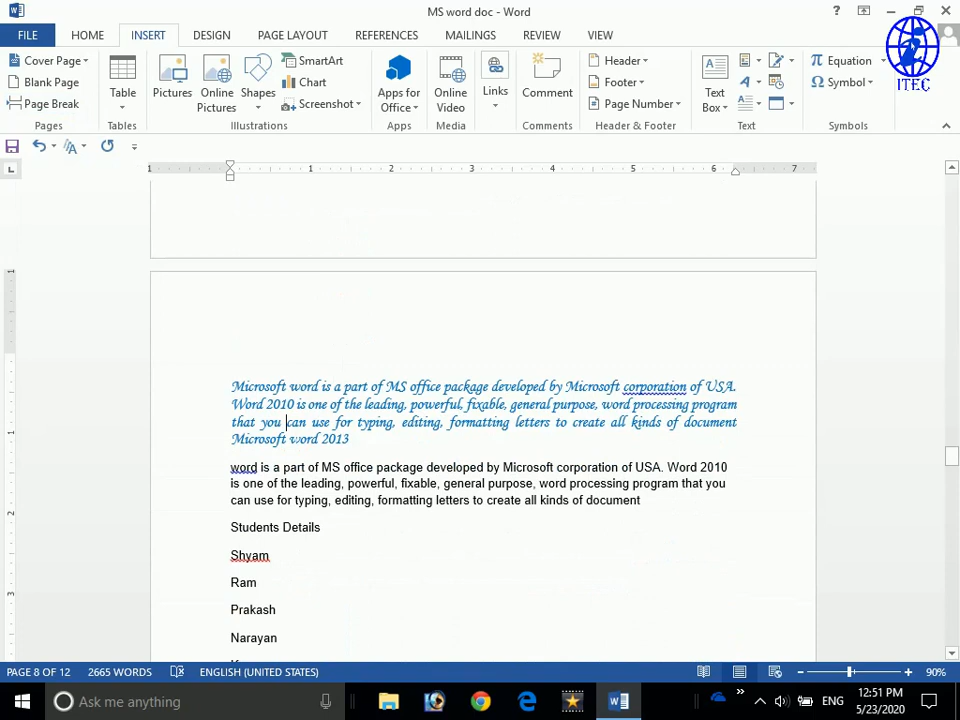 MS word doc - Word
?
FILE HOME INSERT DESIGN PAGE LAYOUT REFERENCES MAILINGS REVIEW VIEW
Cover Page
Blank Page
Page Break
Pages
Table
Tables
Pictures
Online Pictures
Shapes
SmartArt
Chart
Screenshot
Illustrations
Apps for Office
Apps
Online Video
Media
Links
Comment
Comments
Header
Footer
Page Number
Header & Footer
Text Box
Text
Equation
Symbol
Symbols
ITEC
1 1 2 3 4 5 6 7
Microsoft word is a part of MS office package developed by Microsoft corporation of USA.
Word 2010 is one of the leading, powerful, fixable, general purpose, word processing program
that you can use for typing, editing, formatting letters to create all kinds of document
Microsoft word 2013
word is a part of MS office package developed by Microsoft corporation of USA. Word 2010
is one of the leading, powerful, fixable, general purpose, word processing program that you
can use for typing, editing, formatting letters to create all kinds of document
Students Details
Shyam
Ram
Prakash
Narayan
PAGE 8 OF 12 2665 WORDS ENGLISH (UNITED STATES) 90%
Ask me anything
ENG
12:51 PM
5/23/2020